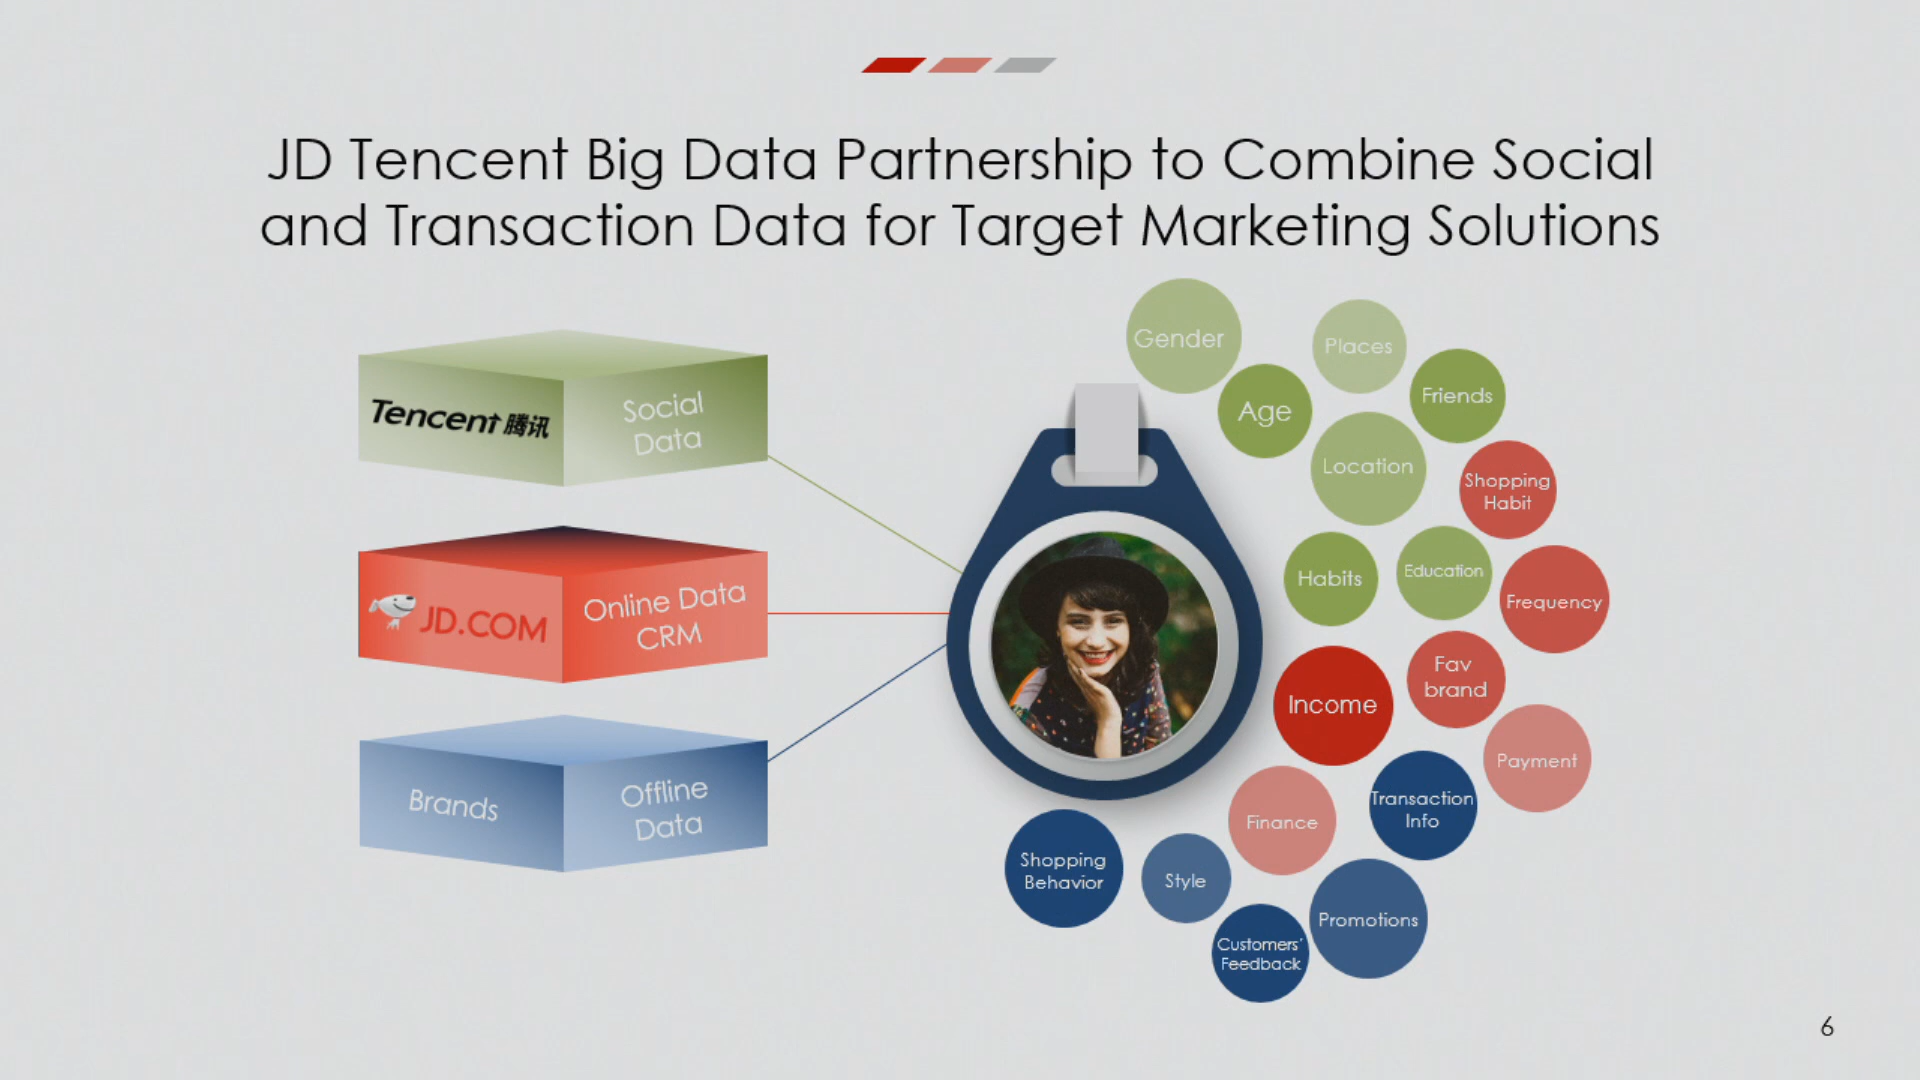 JD Tencent Big Data Partnership to Combine Social
and Transaction Data for Target Marketing Solutions
Tencent 腾讯
Social
Data
JD.COM
Online Data
CRM
Brands
Offline
Data
Gender
Places
Age
Friends
Location
Shopping
Habit
Habits
Education
Frequency
Fav
brand
Income
Payment
Transaction
Info
Finance
Shopping
Behavior
Style
Promotions
Customers'
Feedback
6